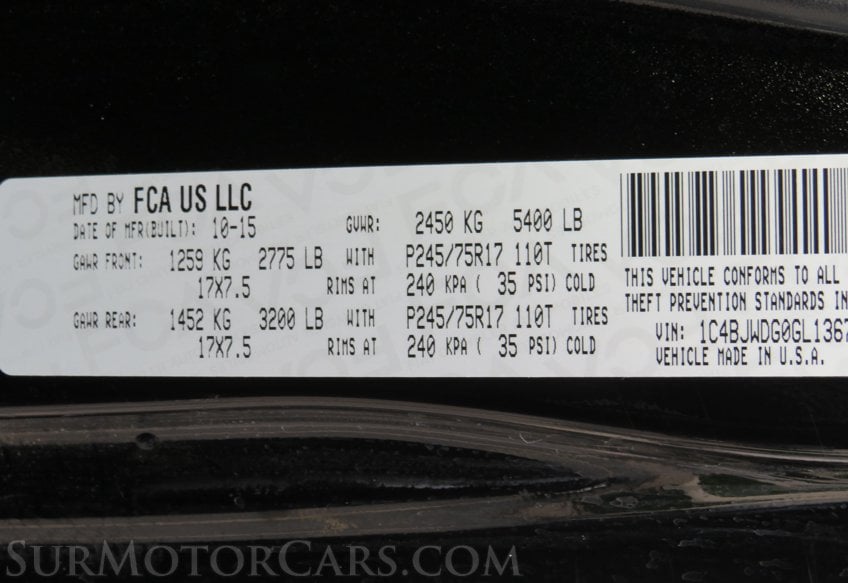 MFD BY FCA US LLC
DATE OF MFR(BUILT): 10-15 GVWR: 2450 KG 5400 LB
GAWR FRONT: 1259 KG 2775 LB WITH P245/75R17 110T TIRES
17X7.5 RIMS AT 240 KPA ( 35 PSI) COLD
GAWR REAR: 1452 KG 3200 LB WITH P245/75R17 110T TIRES
17X7.5 RIMS AT 240 KPA ( 35 PSI) COLD
THIS VEHICLE CONFORMS TO ALL
THEFT PREVENTION STANDARDS IN
VIN: 1C4BJWDG0GL1367
VEHICLE MADE IN U.S.A.
SURMOTORCARS.COM